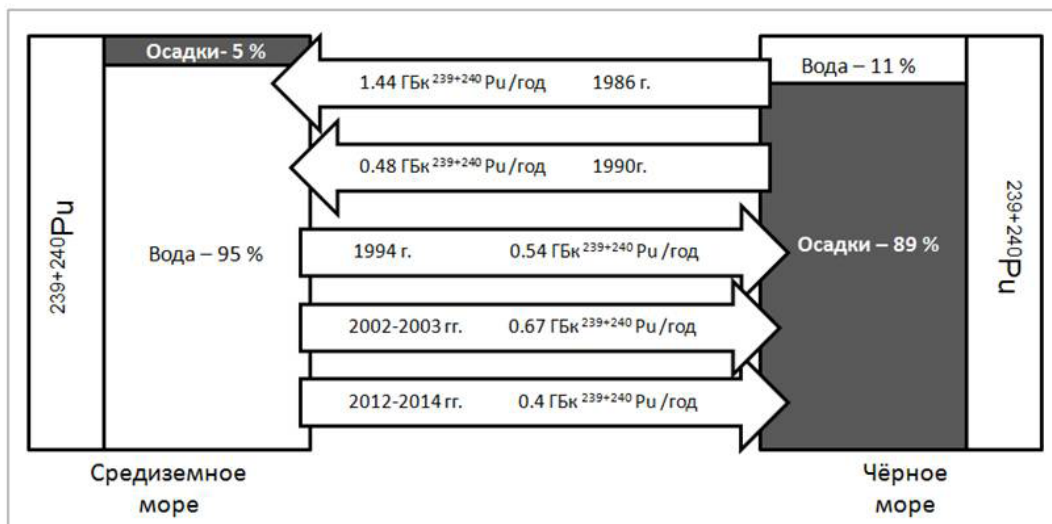 Осадки- 5 %
Вода – 11 %
1.44 ГБк ²³⁹⁺²⁴⁰ Pu /год 1986 г.
0.48 ГБк ²³⁹⁺²⁴⁰ Pu /год 1990г.
²³⁹⁺²⁴⁰Pu
Вода – 95 %
1994 г. 0.54 ГБк ²³⁹⁺²⁴⁰ Pu /год
Осадки – 89 %
²³⁹⁺²⁴⁰Pu
2002-2003 гг. 0.67 ГБк ²³⁹⁺²⁴⁰ Pu /год
2012-2014 гг. 0.4 ГБк ²³⁹⁺²⁴⁰ Pu /год
Средиземное
море
Чёрное
море